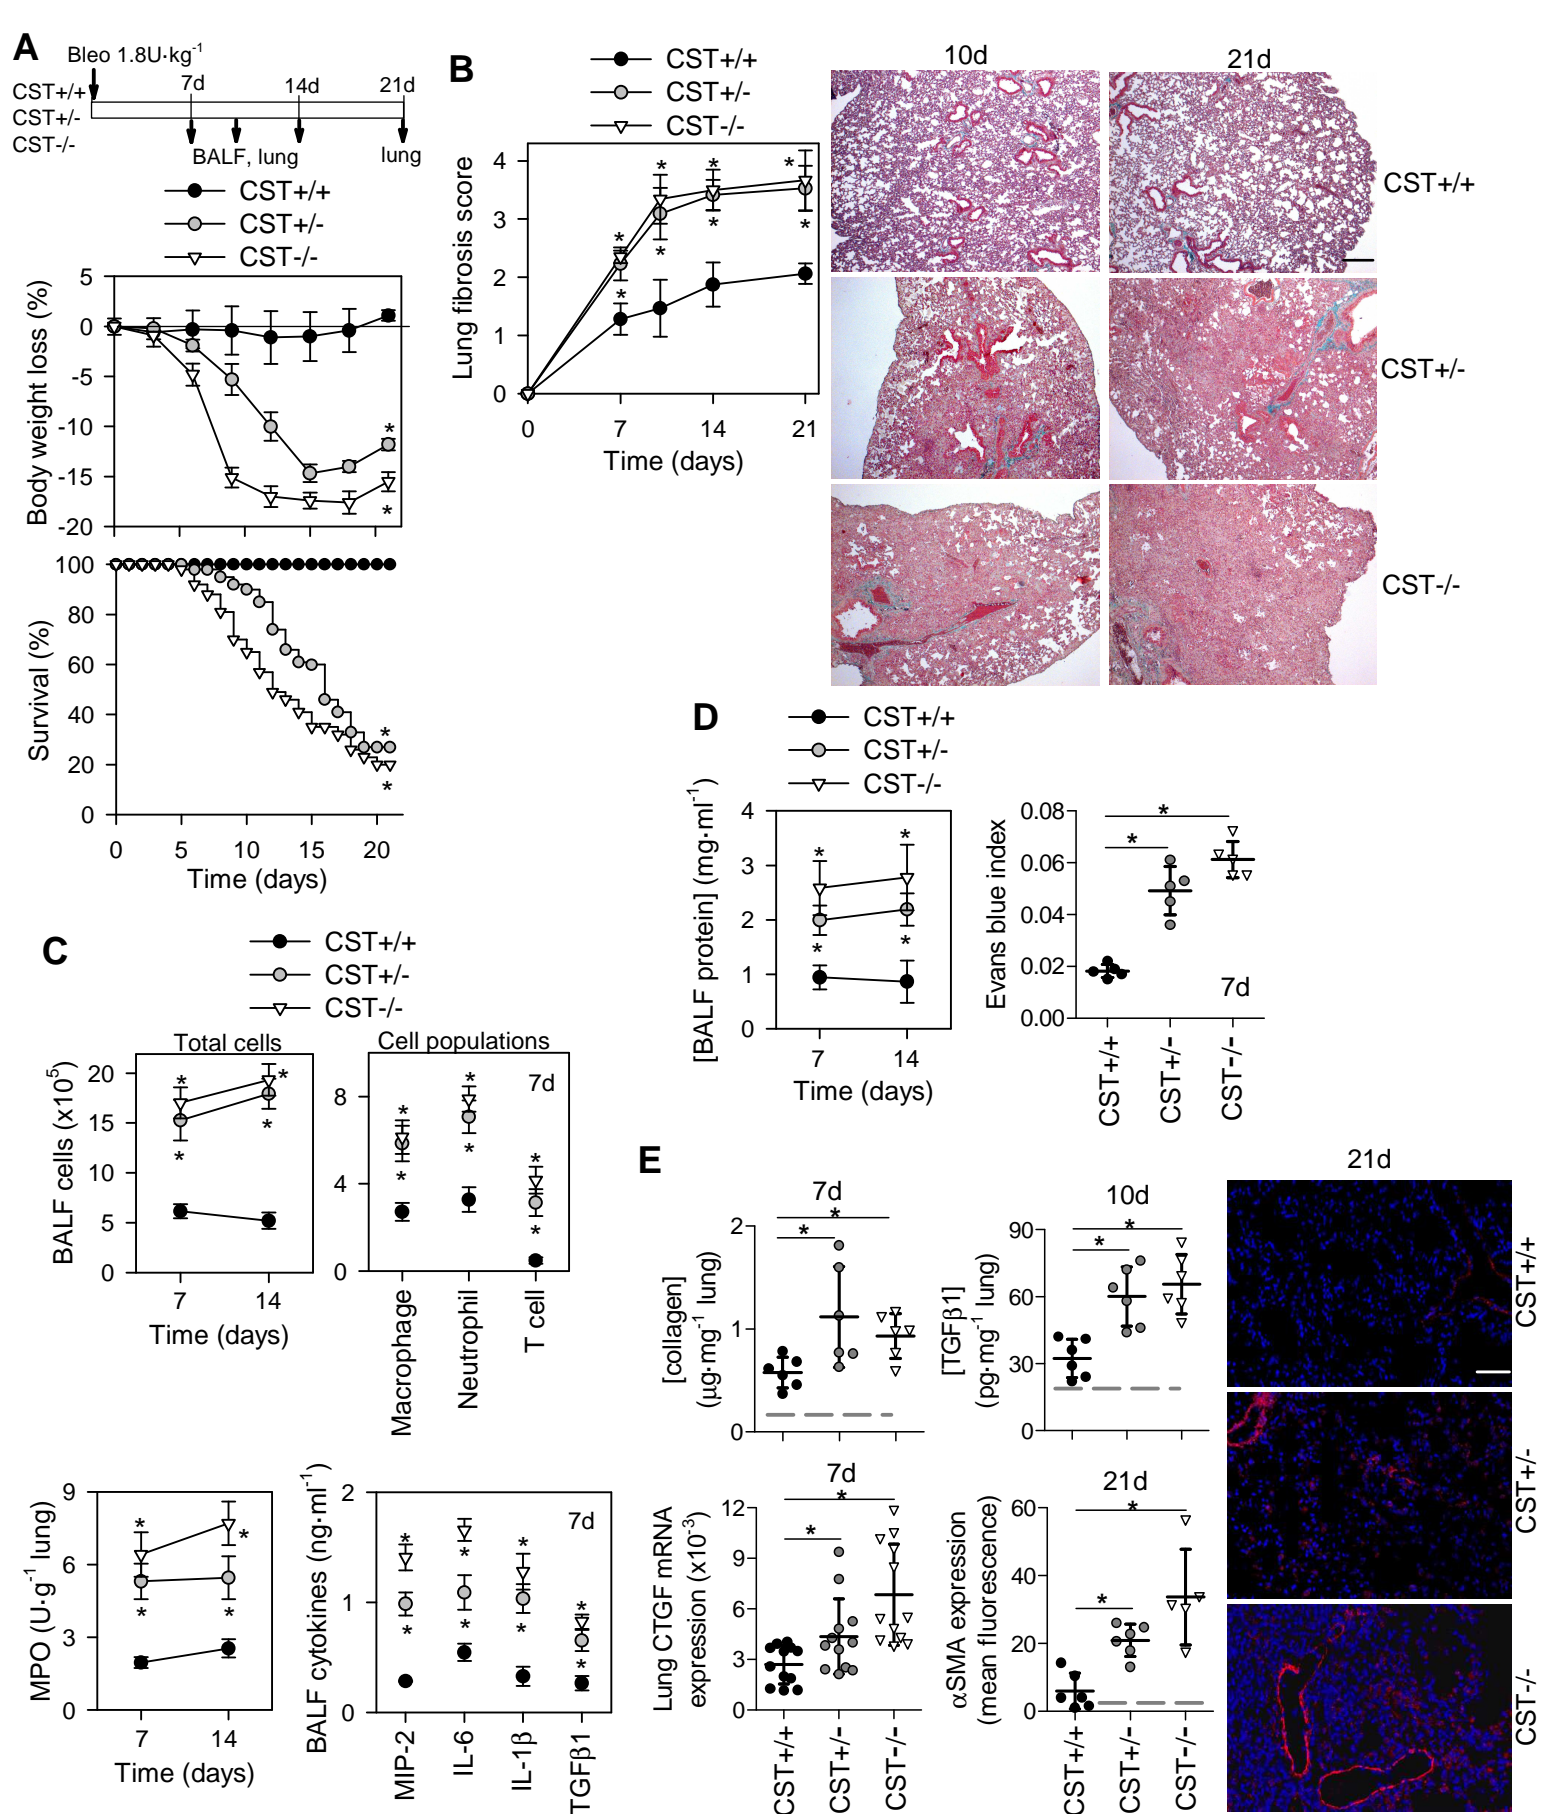 A
Bleo 1.8U·kg-1
CST+/+
CST+/-
CST-/-
7d
14d
21d
BALF, lung
lung
CST+/+
CST+/-
CST-/-
Body weight loss (%)
5
0
-5
-10
-15
-20
*
*
Survival (%)
100
80
60
40
20
0
*
*
0 5 10 15 20
Time (days)
B
CST+/+
CST+/-
CST-/-
Lung fibrosis score
4
3
2
1
0
* * * *
* * * *
0 7 14 21
Time (days)
10d
21d
CST+/+
CST+/-
CST-/-
C
CST+/+
CST+/-
CST-/-
Total cells
BALF cells (x105)
20
15
10
5
0
* *
* *
7 14
Time (days)
Cell populations
7d
8
4
0
* * *
* * *
Macrophage
Neutrophil
T cell
MPO (U·g-1 lung)
9
6
3
0
* *
* *
7 14
Time (days)
BALF cytokines (ng·ml-1)
7d
2
1
0
* * * *
* * * *
MIP-2
IL-6
IL-1β
TGFβ1
D
CST+/+
CST+/-
CST-/-
[BALF protein] (mg·ml-1)
4
3
2
1
0
* *
* *
7 14
Time (days)
Evans blue index
0.08
0.06
0.04
0.02
0.00
*
*
7d
CST+/+
CST+/-
CST-/-
E
7d
[collagen]
(μg·mg-1 lung)
2
1
0
*
*
10d
[TGFβ1]
(pg·mg-1 lung)
90
60
30
0
*
*
7d
Lung CTGF mRNA
expression (x10-3)
12
9
6
3
0
*
*
CST+/+
CST+/-
CST-/-
21d
αSMA expression
(mean fluorescence)
60
40
20
0
*
*
CST+/+
CST+/-
CST-/-
21d
CST+/+
CST+/-
CST-/-